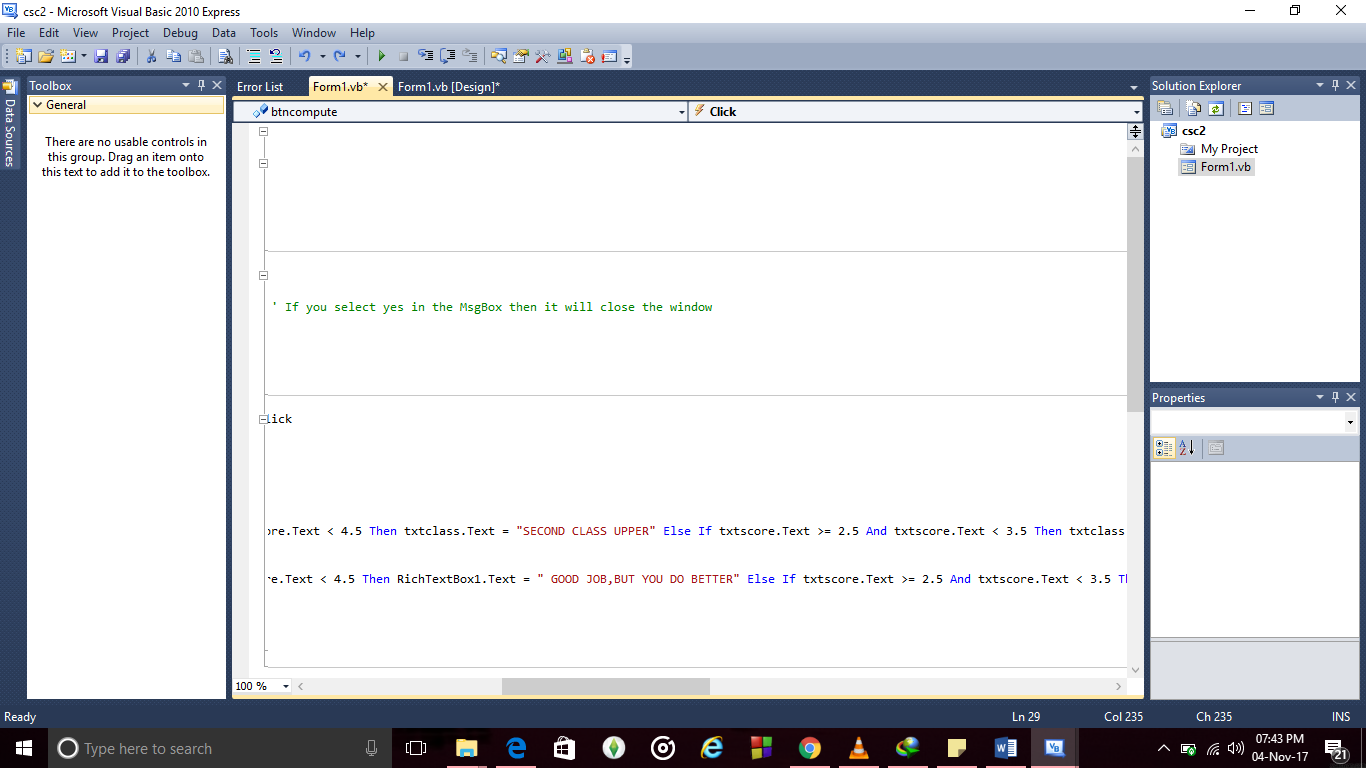 csc2 - Microsoft Visual Basic 2010 Express
File Edit View Project Debug Data Tools Window Help
Data Sources
Toolbox
General
There are no usable controls in
this group. Drag an item onto
this text to add it to the toolbox.
Error List Form1.vb* Form1.vb [Design]*
btncompute Click
' If you select yes in the MsgBox then it will close the window
lick
ore.Text < 4.5 Then txtclass.Text = "SECOND CLASS UPPER" Else If txtscore.Text >= 2.5 And txtscore.Text < 3.5 Then txtclass
re.Text < 4.5 Then RichTextBox1.Text = " GOOD JOB,BUT YOU DO BETTER" Else If txtscore.Text >= 2.5 And txtscore.Text < 3.5 Th
100 %
Solution Explorer
csc2
My Project
Form1.vb
Properties
Ready Ln 29 Col 235 Ch 235 INS
Type here to search
07:43 PM
04-Nov-17
21